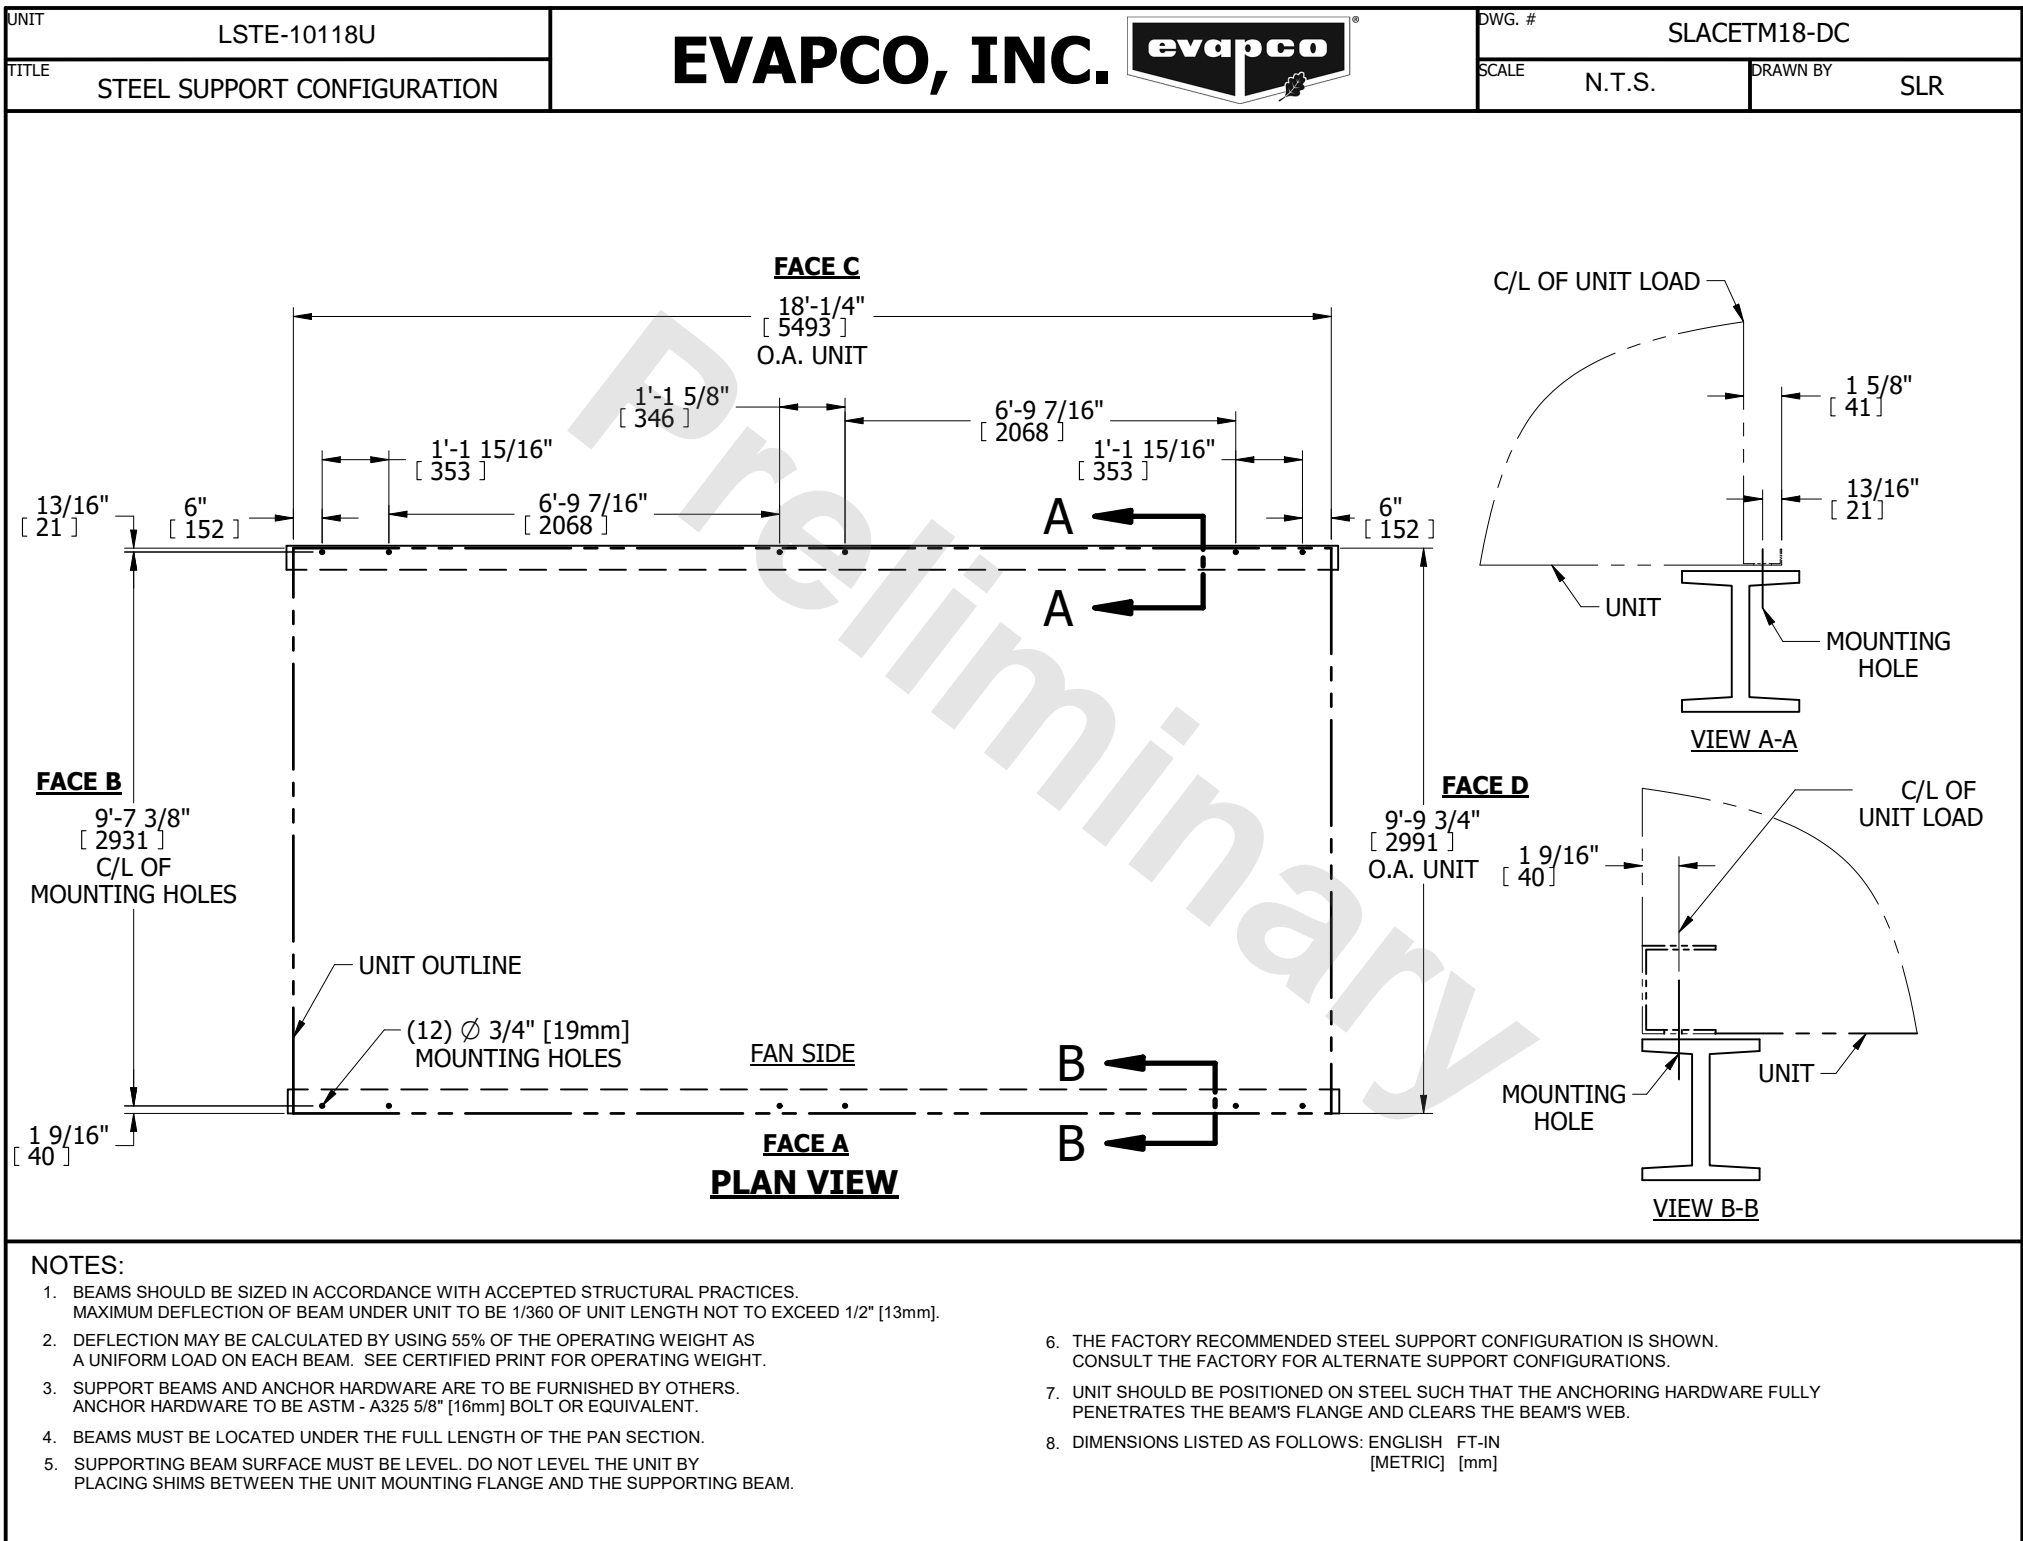 UNIT
LSTE-10118U
TITLE
STEEL SUPPORT CONFIGURATION
EVAPCO, INC.
evapco
®
DWG. #
SLACETM18-DC
SCALE
N.T.S.
DRAWN BY
SLR
FACE C
18'-1/4"
[ 5493 ]
O.A. UNIT
1'-1 5/8"
[ 346 ]
6'-9 7/16"
[ 2068 ]
1'-1 15/16"
[ 353 ]
1'-1 15/16"
[ 353 ]
13/16"
[ 21 ]
6"
[ 152 ]
6'-9 7/16"
[ 2068 ]
6"
[ 152 ]
A
A
FACE B
9'-7 3/8"
[ 2931 ]
C/L OF
MOUNTING HOLES
FACE D
9'-9 3/4"
[ 2991 ]
O.A. UNIT
UNIT OUTLINE
(12) Ø 3/4" [19mm]
MOUNTING HOLES
FAN SIDE
B
B
1 9/16"
[ 40 ]
FACE A
PLAN VIEW
C/L OF UNIT LOAD
1 5/8"
[ 41 ]
13/16"
[ 21 ]
UNIT
MOUNTING
HOLE
VIEW A-A
C/L OF
UNIT LOAD
1 9/16"
[ 40 ]
UNIT
MOUNTING
HOLE
VIEW B-B
Preliminary
NOTES:
1. BEAMS SHOULD BE SIZED IN ACCORDANCE WITH ACCEPTED STRUCTURAL PRACTICES.
MAXIMUM DEFLECTION OF BEAM UNDER UNIT TO BE 1/360 OF UNIT LENGTH NOT TO EXCEED 1/2" [13mm].
2. DEFLECTION MAY BE CALCULATED BY USING 55% OF THE OPERATING WEIGHT AS
A UNIFORM LOAD ON EACH BEAM. SEE CERTIFIED PRINT FOR OPERATING WEIGHT.
3. SUPPORT BEAMS AND ANCHOR HARDWARE ARE TO BE FURNISHED BY OTHERS.
ANCHOR HARDWARE TO BE ASTM - A325 5/8" [16mm] BOLT OR EQUIVALENT.
4. BEAMS MUST BE LOCATED UNDER THE FULL LENGTH OF THE PAN SECTION.
5. SUPPORTING BEAM SURFACE MUST BE LEVEL. DO NOT LEVEL THE UNIT BY
PLACING SHIMS BETWEEN THE UNIT MOUNTING FLANGE AND THE SUPPORTING BEAM.
6. THE FACTORY RECOMMENDED STEEL SUPPORT CONFIGURATION IS SHOWN.
CONSULT THE FACTORY FOR ALTERNATE SUPPORT CONFIGURATIONS.
7. UNIT SHOULD BE POSITIONED ON STEEL SUCH THAT THE ANCHORING HARDWARE FULLY
PENETRATES THE BEAM'S FLANGE AND CLEARS THE BEAM'S WEB.
8. DIMENSIONS LISTED AS FOLLOWS: ENGLISH FT-IN
[METRIC] [mm]